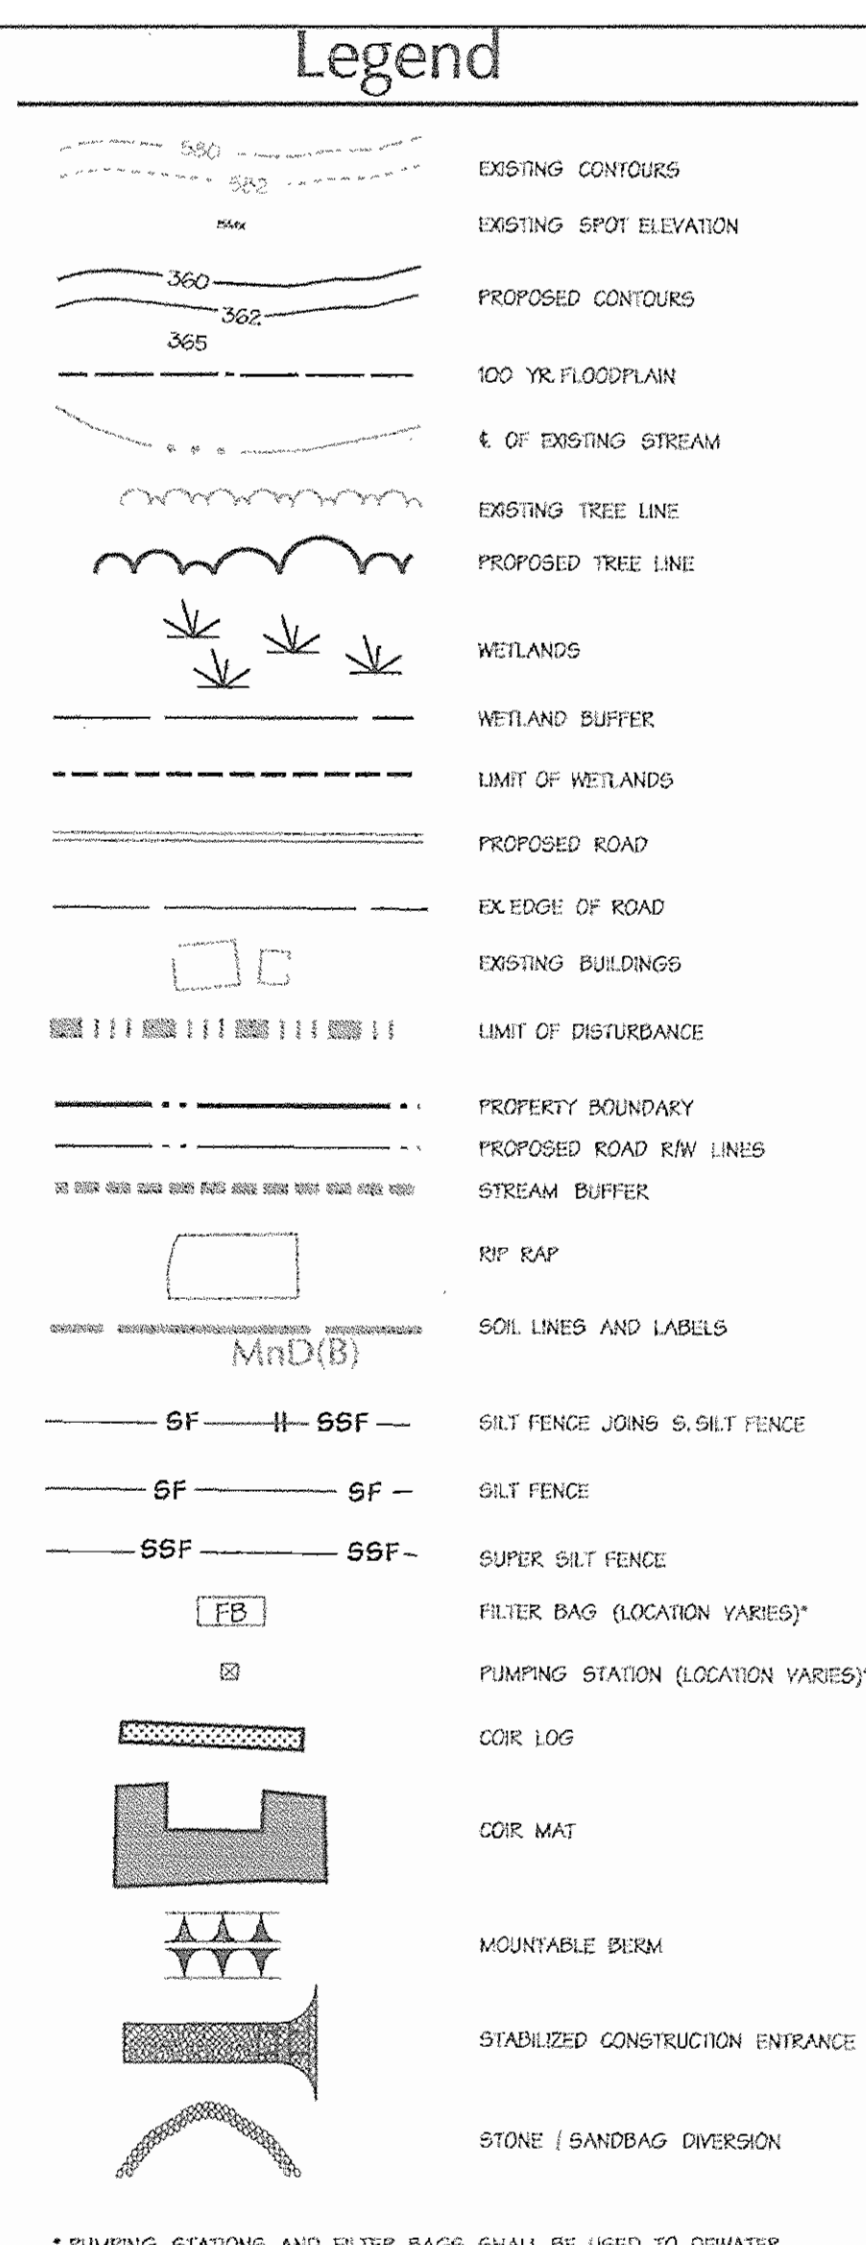 Legend
580
582
EXISTING CONTOURS
EXISTING SPOT ELEVATION
360
362
PROPOSED CONTOURS
365
100 YR. FLOODPLAIN
℄ OF EXISTING STREAM
EXISTING TREE LINE
PROPOSED TREE LINE
WETLANDS
WETLAND BUFFER
LIMIT OF WETLANDS
PROPOSED ROAD
EX. EDGE OF ROAD
EXISTING BUILDINGS
LIMIT OF DISTURBANCE
PROPERTY BOUNDARY
PROPOSED ROAD R/W LINES
STREAM BUFFER
RIP RAP
SOIL LINES AND LABELS
MnD(B)
SF SSF SILT FENCE JOINS S. SILT FENCE
SF SF SILT FENCE
SSF SSF SUPER SILT FENCE
FB FILTER BAG (LOCATION VARIES)*
PUMPING STATION (LOCATION VARIES)*
COIR LOG
COIR MAT
MOUNTABLE BERM
STABILIZED CONSTRUCTION ENTRANCE
STONE / SANDBAG DIVERSION
* PUMPING STATIONS AND FILTER BAGS SHALL BE USED TO DEWATER